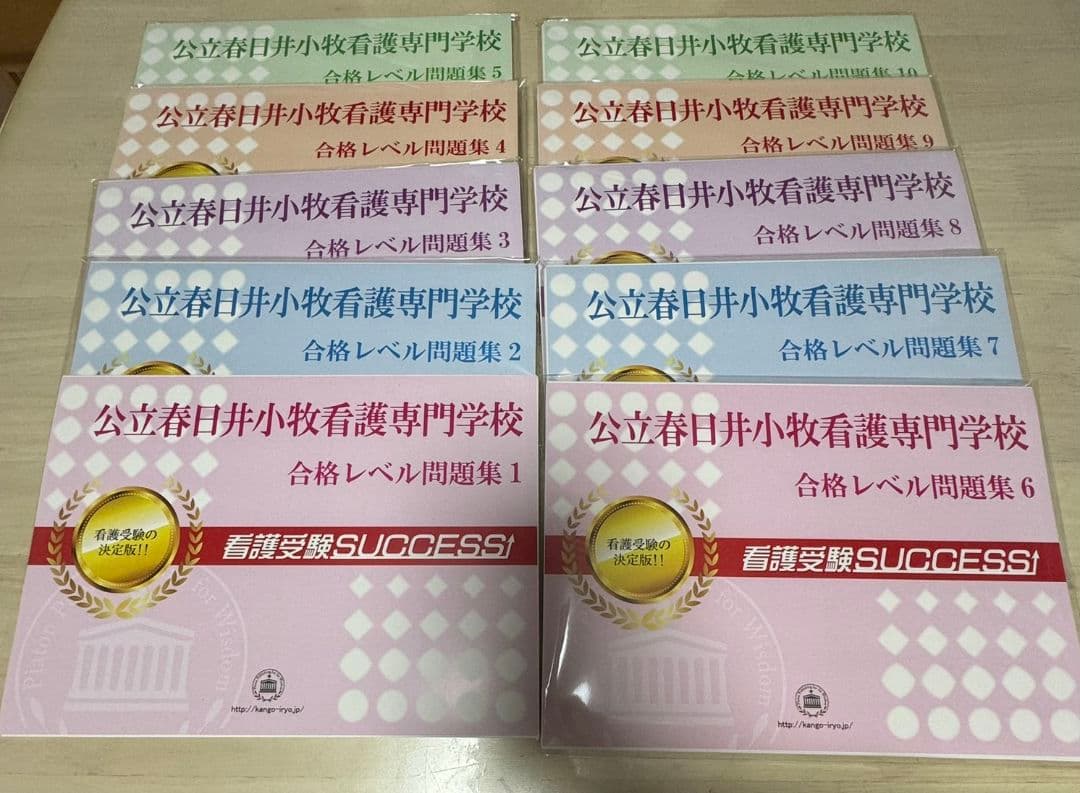 公立春日井小牧看護専門学校
合格レベル問題集5
公立春日井小牧看護専門学校
合格レベル問題集4
公立春日井小牧看護専門学校
合格レベル問題集3
公立春日井小牧看護専門学校
合格レベル問題集2
公立春日井小牧看護専門学校
合格レベル問題集1
看護受験の
決定版!!
看護受験SUCCESS
for Wisdom
http://kango-iryo.jp/
公立春日井小牧看護専門学校
合格レベル問題集10
公立春日井小牧看護専門学校
合格レベル問題集9
公立春日井小牧看護専門学校
合格レベル問題集8
公立春日井小牧看護専門学校
合格レベル問題集7
公立春日井小牧看護専門学校
合格レベル問題集6
看護受験の
決定版!!
看護受験SUCCESS
for Wisdom
http://kango-iryo.jp/